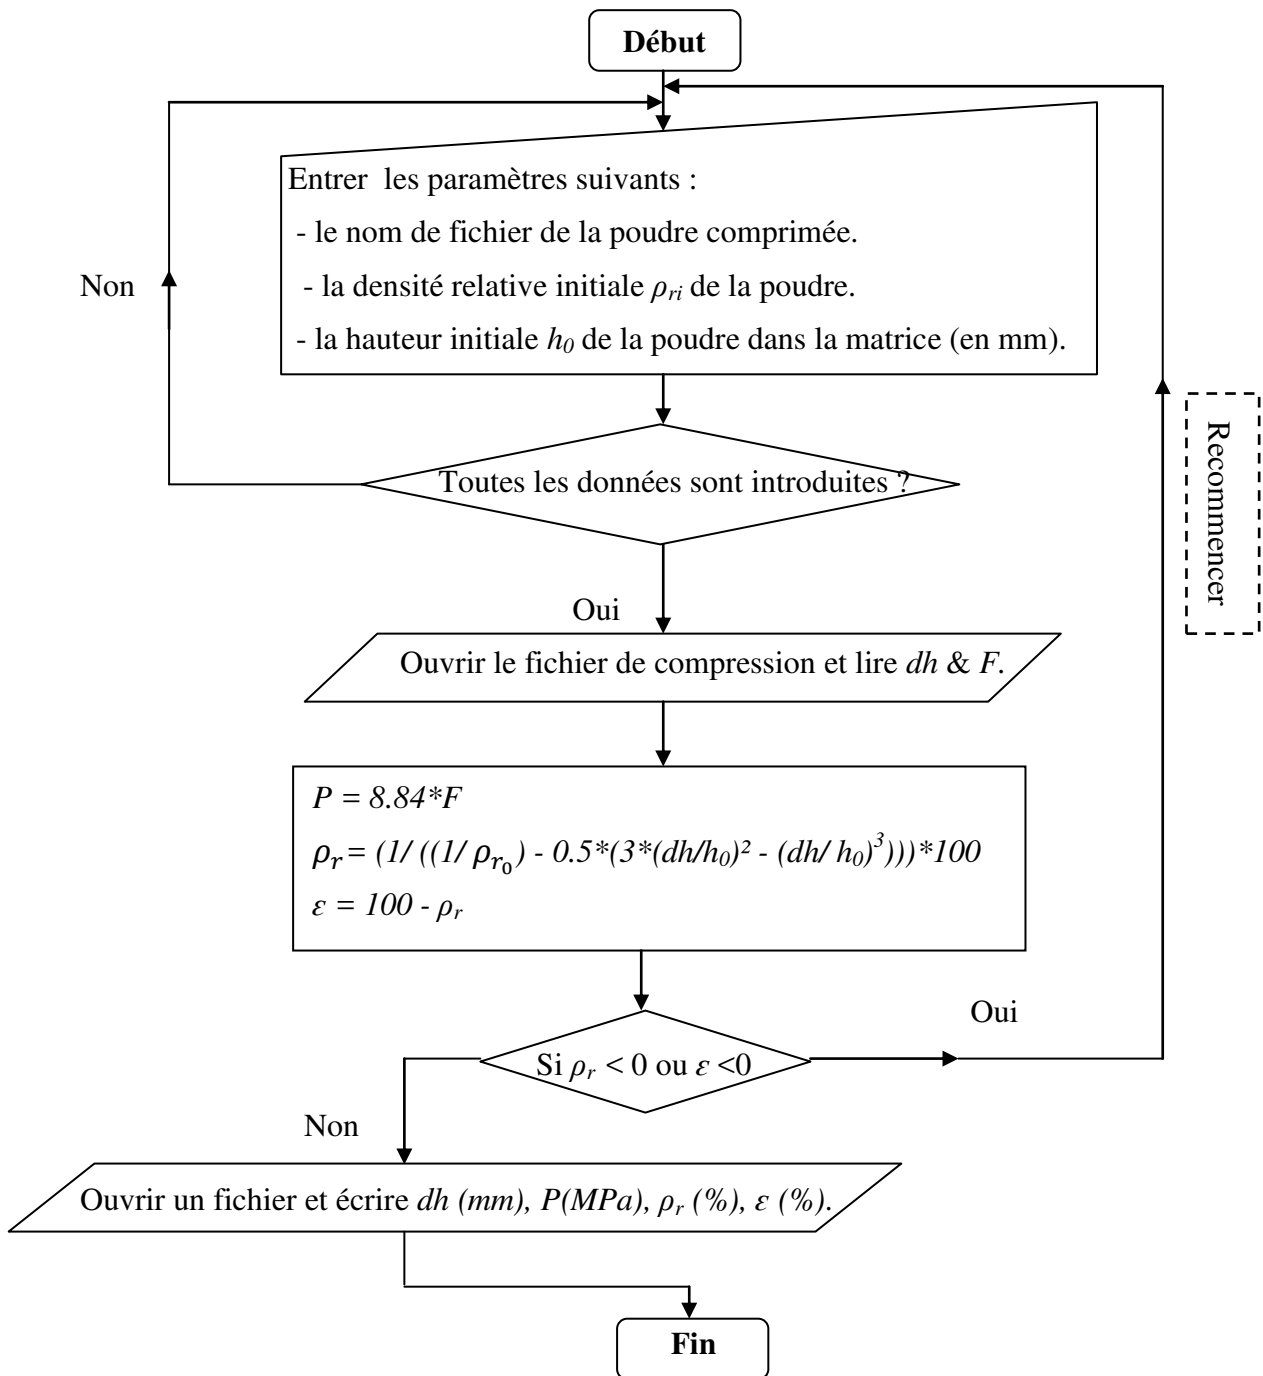 Début
Entrer les paramètres suivants :
- le nom de fichier de la poudre comprimée.
- la densité relative initiale ρri de la poudre.
- la hauteur initiale h0 de la poudre dans la matrice (en mm).
Non
Toutes les données sont introduites ?
Recommencer
Oui
Ouvrir le fichier de compression et lire dh & F.
P = 8.84*F
ρr = (1/ ((1/ ρr0) - 0.5*(3*(dh/h0)² - (dh/ h0)³)))*100
ε = 100 - ρr
Oui
Si ρr < 0 ou ε <0
Non
Ouvrir un fichier et écrire dh (mm), P(MPa), ρr (%), ε (%).
Fin